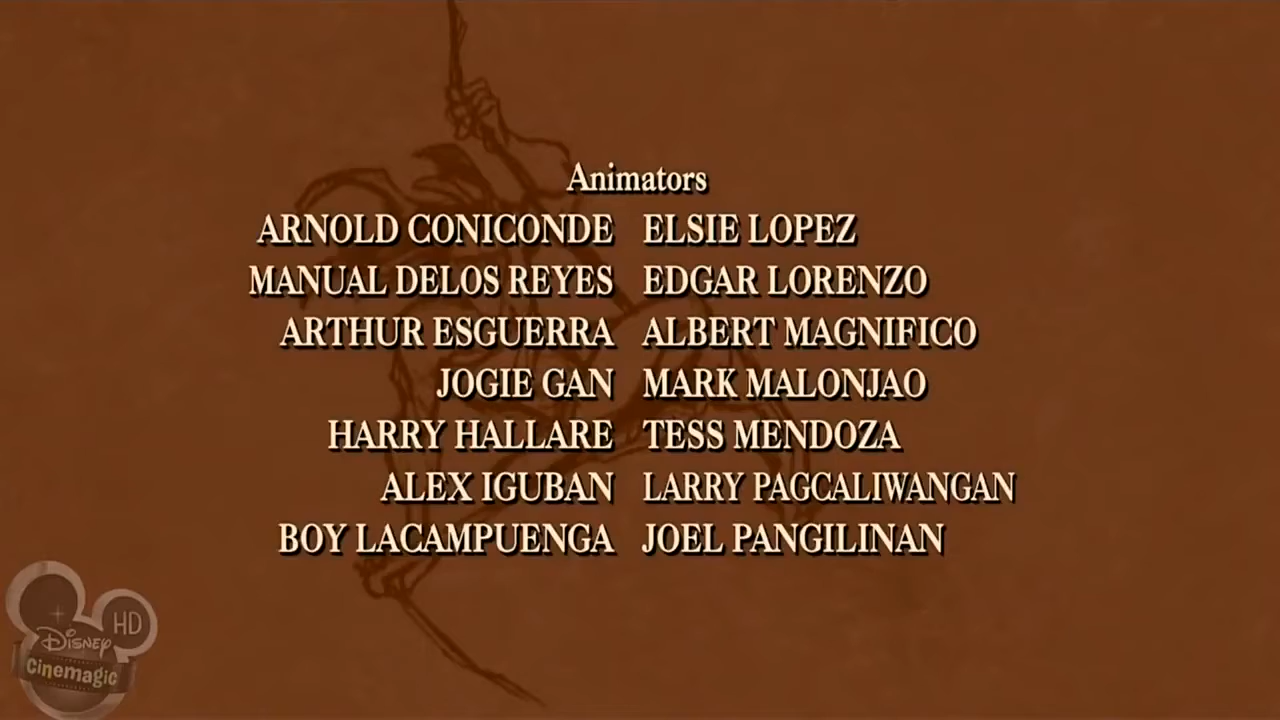 Animators
ARNOLD CONICONDE ELSIE LOPEZ
MANUAL DELOS REYES EDGAR LORENZO
ARTHUR ESGUERRA ALBERT MAGNIFICO
JOGIE GAN MARK MALONJAO
HARRY HALLARE TESS MENDOZA
ALEX IGUBAN LARRY PAGCALIWANGAN
BOY LACAMPUENGA JOEL PANGILINAN
HD
Disney
Cinemagic